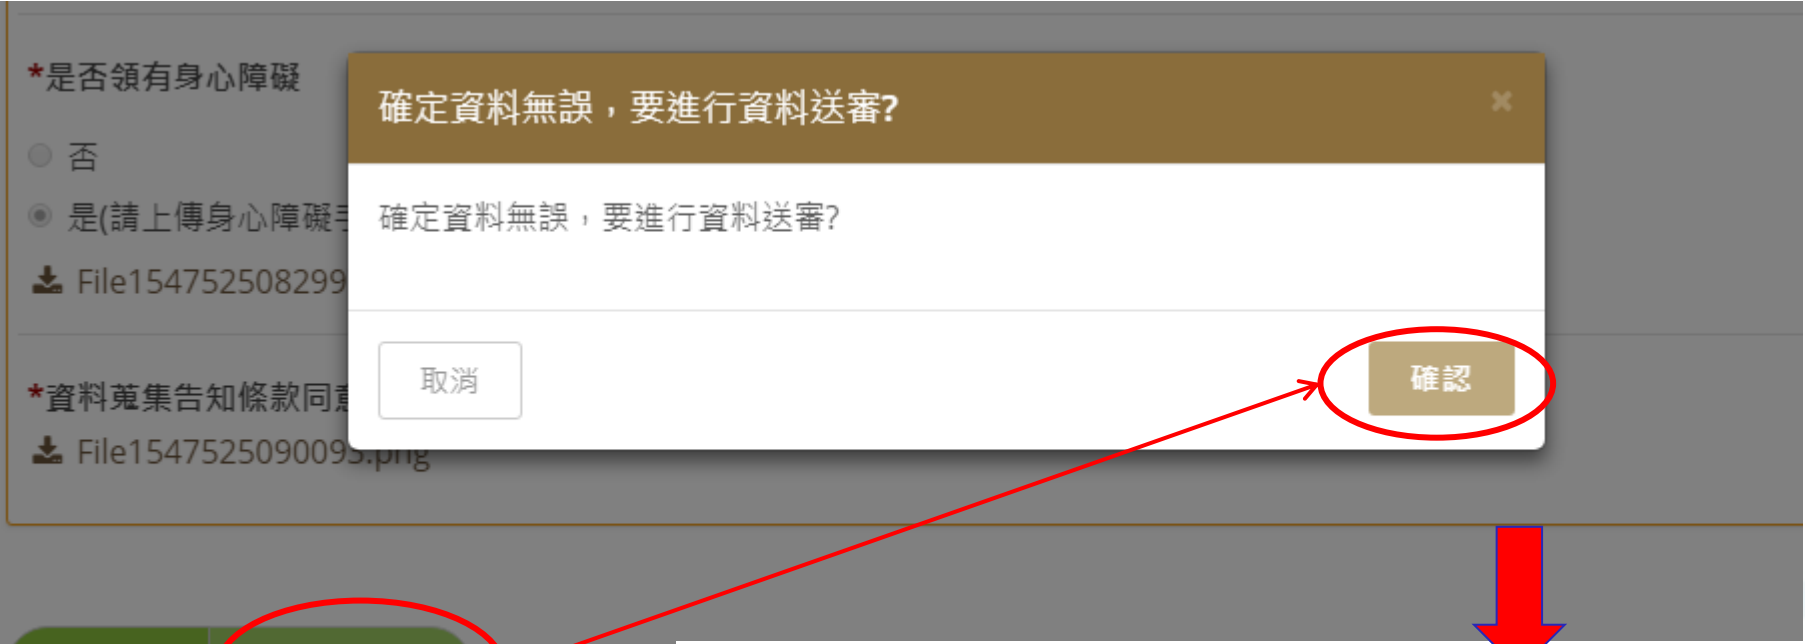 *是否領有身心障礙
否
是(請上傳身心障礙
File154752508299
*資料蒐集告知條款同意
File1547525090095.png
確定資料無誤，要進行資料送審?
×
確定資料無誤，要進行資料送審?
取消
確認